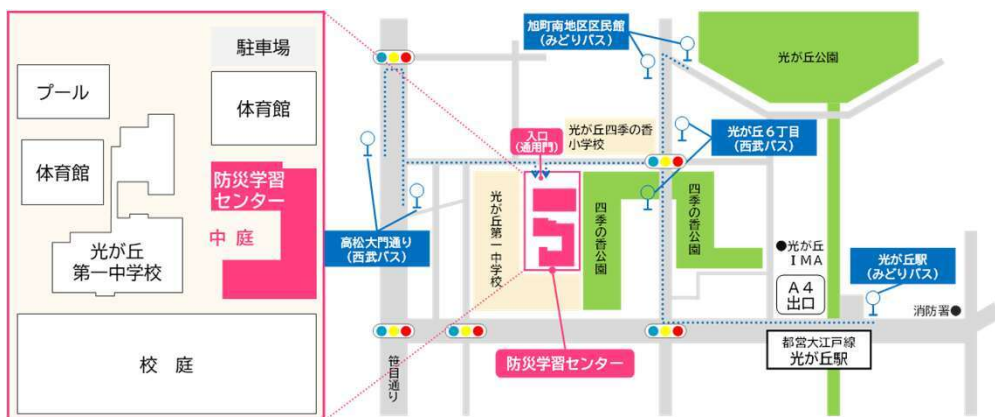 駐車場
プール
体育館
体育館
防災学習
センター
中 庭
光が丘
第一中学校
校 庭
旭町南地区区民館
(みどりバス)
光が丘公園
入口
(通用門)
光が丘四季の香
小学校
光が丘6丁目
(西武バス)
高松大門通り
(西武バス)
光が丘第一中学校
四季の香公園
四季の香公園
●光が丘
IMA
光が丘駅
(みどりバス)
A4
出口
消防署●
笹目通り
防災学習センター
都営大江戸線
光が丘駅